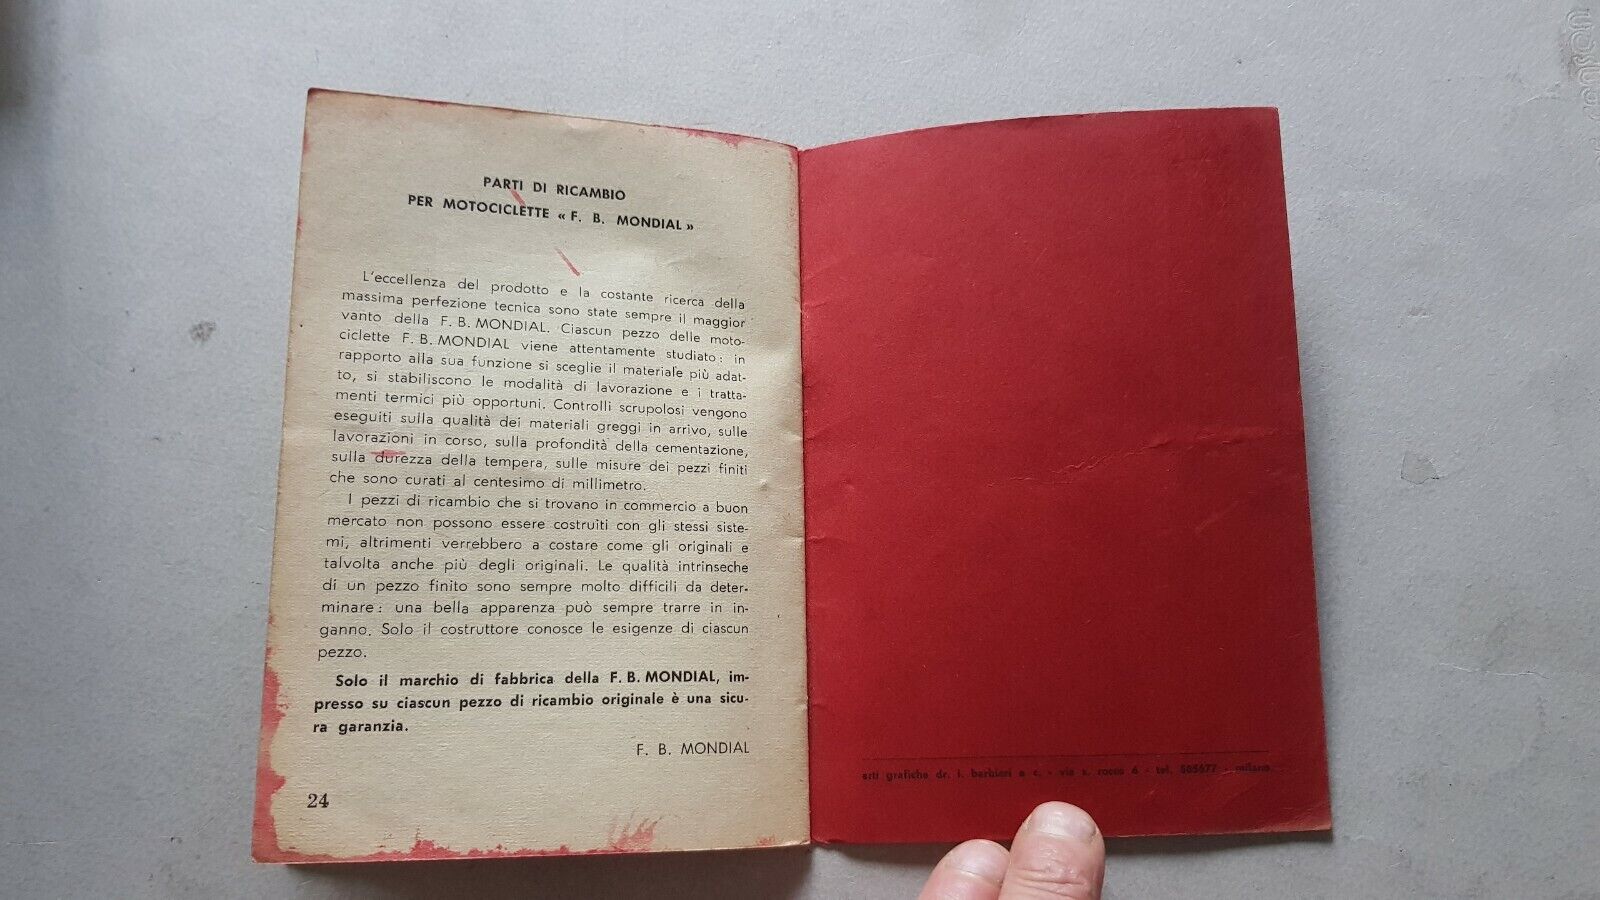 PARTI DI RICAMBIO
PER MOTOCICLETTE « F. B. MONDIAL »
L'eccellenza del prodotto e la costante ricerca della
massima perfezione tecnica sono state sempre il maggior
vanto della F. B. MONDIAL. Ciascun pezzo delle moto-
ciclette F. B. MONDIAL viene attentamente studiato: in
rapporto alla sua funzione si sceglie il materiale più adat-
to, si stabiliscono le modalità di lavorazione e i tratta-
menti termici più opportuni. Controlli scrupolosi vengono
eseguiti sulla qualità dei materiali greggi in arrivo, sulle
lavorazioni in corso, sulla profondità della cementazione,
sulla durezza della tempera, sulle misure dei pezzi finiti
che sono curati al centesimo di millimetro.
I pezzi di ricambio che si trovano in commercio a buon
mercato non possono essere costruiti con gli stessi siste-
mi, altrimenti verrebbero a costare come gli originali e
talvolta anche più degli originali. Le qualità intrinseche
di un pezzo finito sono sempre molto difficili da deter-
minare: una bella apparenza può sempre trarre in in-
ganno. Solo il costruttore conosce le esigenze di ciascun
pezzo.
Solo il marchio di fabbrica della F. B. MONDIAL, im-
presso su ciascun pezzo di ricambio originale è una sicu-
ra garanzia.
F. B. MONDIAL
24
arti grafiche dr. i. barbieri e c. - via s. rocco 6 - tel. 565677 - milano